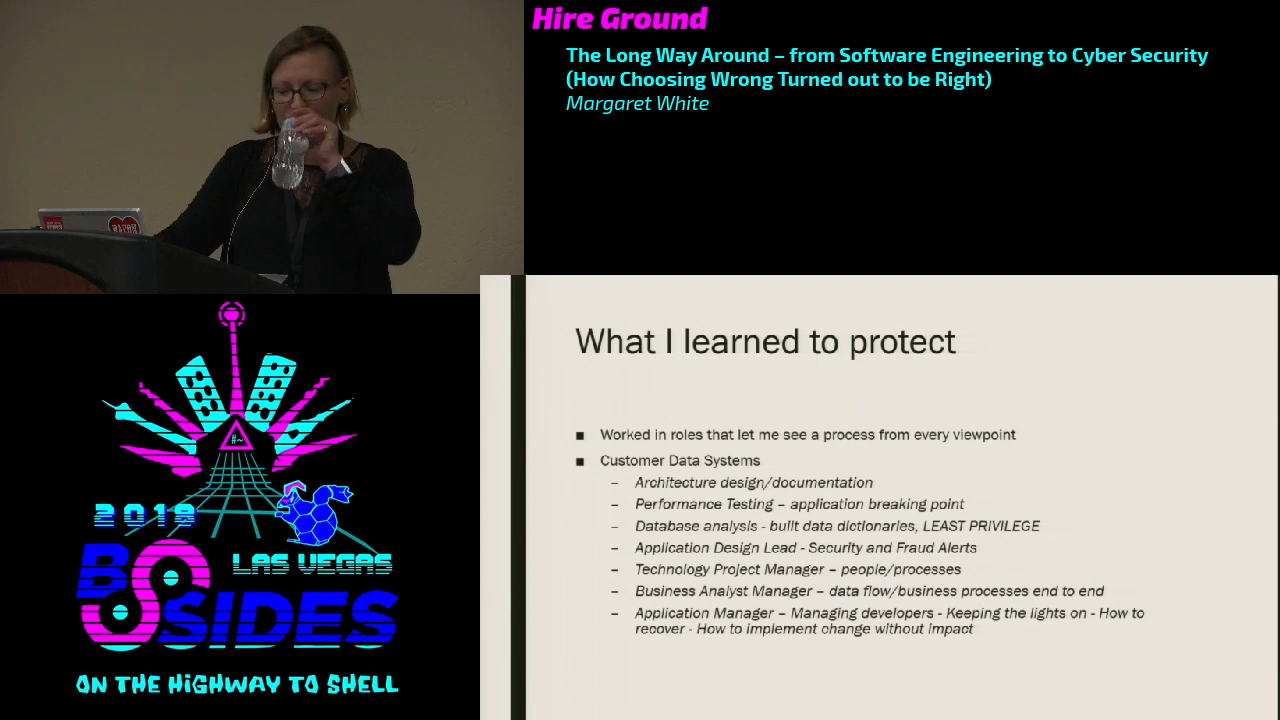 Hire Ground
The Long Way Around – from Software Engineering to Cyber Security
(How Choosing Wrong Turned out to be Right)
Margaret White
What I learned to protect
■ Worked in roles that let me see a process from every viewpoint
■ Customer Data Systems
– Architecture design/documentation
– Performance Testing – application breaking point
– Database analysis - built data dictionaries, LEAST PRIVILEGE
– Application Design Lead - Security and Fraud Alerts
– Technology Project Manager – people/processes
– Business Analyst Manager – data flow/business processes end to end
– Application Manager – Managing developers - Keeping the lights on - How to
recover - How to implement change without impact
#~
2019
BSIDES
LAS VEGAS
ON THE HIGHWAY TO SHELL